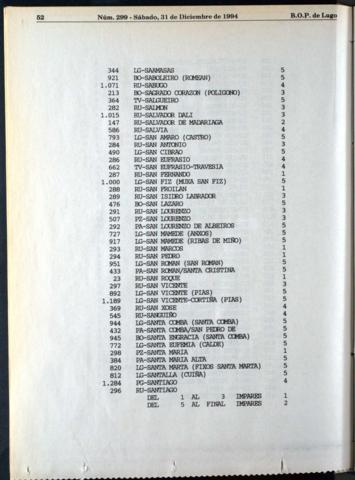 52 Núm. 299 - Sábado, 31 de Diciembre de 1994 B.O.P. de Lugo
344 LG-SAAMASAS 5
921 BO-SABOLEIRO (ROMEAN) 5
1.071 RU-SABUGO 4
213 BO-SAGRADO CORAZON (POLIGONO) 3
364 TV-SALGUEIRO 5
282 RU-SALMON 3
1.015 RU-SALVADOR DALI 3
147 RU-SALVADOR DE MADARIAGA 3
586 RU-SALVIA 4
793 LG-SAN AMARO (CASTRO) 5
284 RU-SAN ANTONIO 3
490 LG-SAN CIBRAO 5
286 RU-SAN EUFRASIO 4
662 TV-SAN EUFRASIO-TRAVESIA 4
287 RU-SAN FERNANDO 1
1.000 LG-SAN FIZ (MUXA SAN FIZ) 5
288 RU-SAN FROILAN 1
289 RU-SAN ISIDRO LABRADOR 3
476 BO-SAN LAZARO 5
291 RU-SAN LOURENZO 3
507 PZ-SAN LOURENZO 3
292 PA-SAN LOURENZO DE ALBEIROS 5
727 LG-SAN MAMEDE (ANXOS) 5
917 LG-SAN MAMEDE (RIBAS DE MIÑO) 5
293 RU-SAN MARCOS 1
294 RU-SAN PEDRO 1
951 LG-SAN ROMAN (SAN ROMAN) 5
433 PA-SAN ROMAN/SANTA CRISTINA 5
23 RU-SAN ROQUE 1
297 RU-SAN VICENTE 3
892 LG-SAN VICENTE (PIAS) 5
1.189 LG-SAN VICENTE-CORTIÑA (PIAS) 5
369 RU-SAN XOSE 4
545 RU-SANGUIÑO 4
944 LG-SANTA COMBA (SANTA COMBA) 5
432 PA-SANTA COMBA/SAN PEDRO DE 5
945 BO-SANTA ENGRACIA (SANTA COMBA) 5
772 LG-SANTA EUFEMIA (CALDE) 5
298 PZ-SANTA MARIA 1
384 PA-SANTA MARIA ALTA 5
820 LG-SANTA MARTA (FIXOS SANTA MARTA) 5
812 LG-SANTALLA (CUIÑA) 5
1.284 PG-SANTIAGO 4
296 RU-SANTIAGO
DEL 1 AL 3 IMPARES 1
DEL 5 AL FINAL IMPARES 2